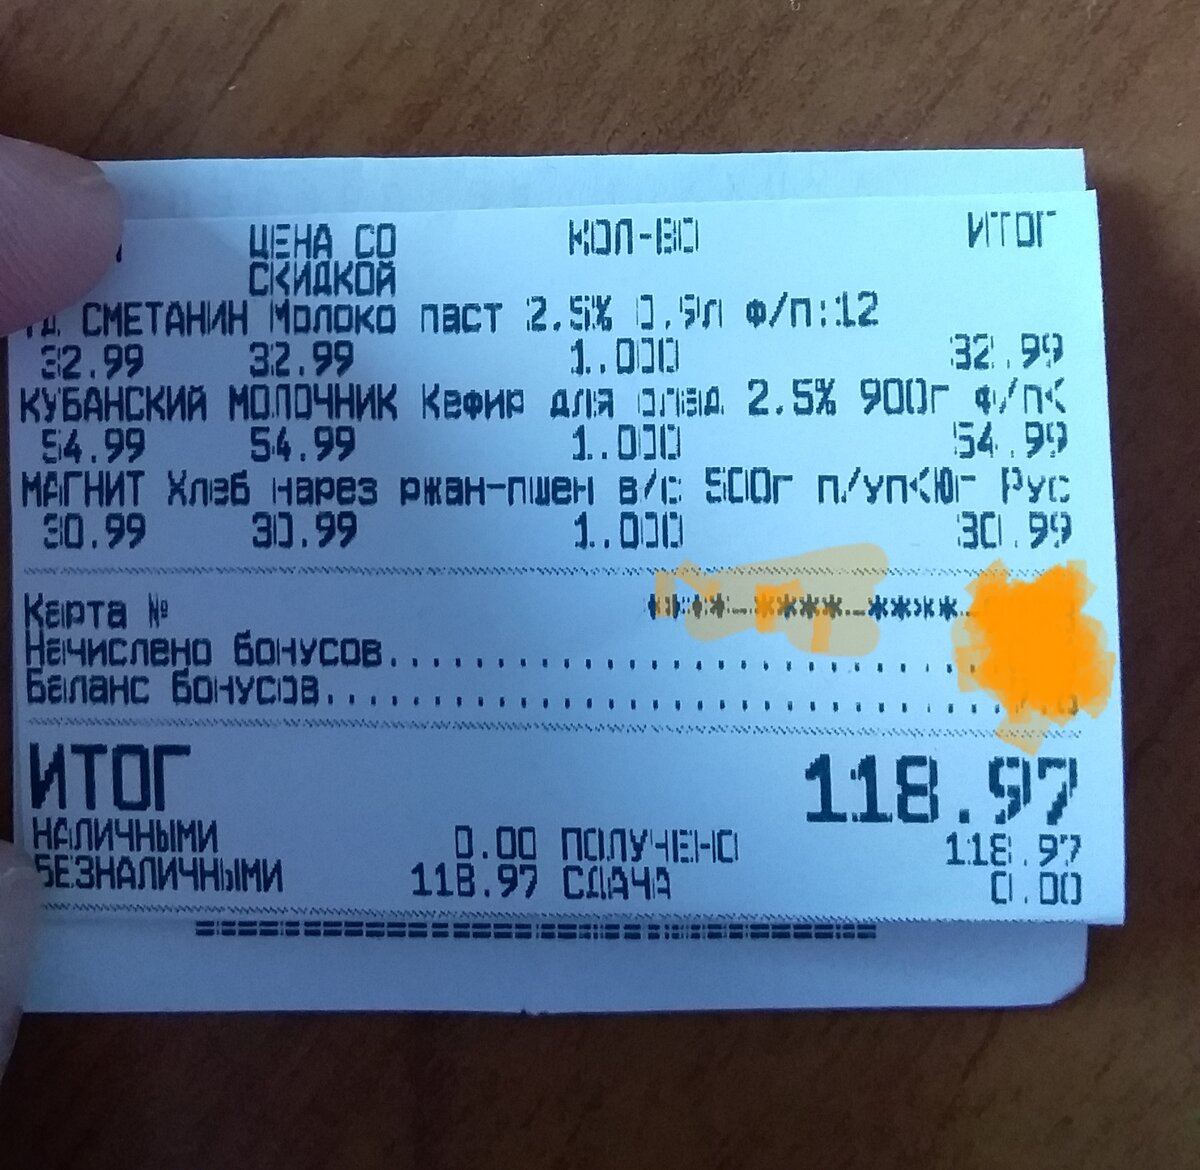 ЦЕНА СО СКИДКОЙ КОЛ-ВО ИТОГ
СМЕТАНИН Молоко паст 2.5% 0.9л ф/п:12
32.99 32.99 1.000 32.99
КУБАНСКИЙ МОЛОЧНИК Кефир для олад 2.5% 900г ф/п<
54.99 54.99 1.000 54.99
МАГНИТ Хлеб нарез ржан-пшен в/с 500г п/уп<Юг Рус
30.99 30.99 1.000 30.99
Карта № ****-****-****-
Начислено бонусов
Баланс бонусов
ИТОГ 118.97
НАЛИЧНЫМИ 0.00 ПОЛУЧЕНО 118.97
БЕЗНАЛИЧНЫМИ 118.97 СДАЧА 0.00